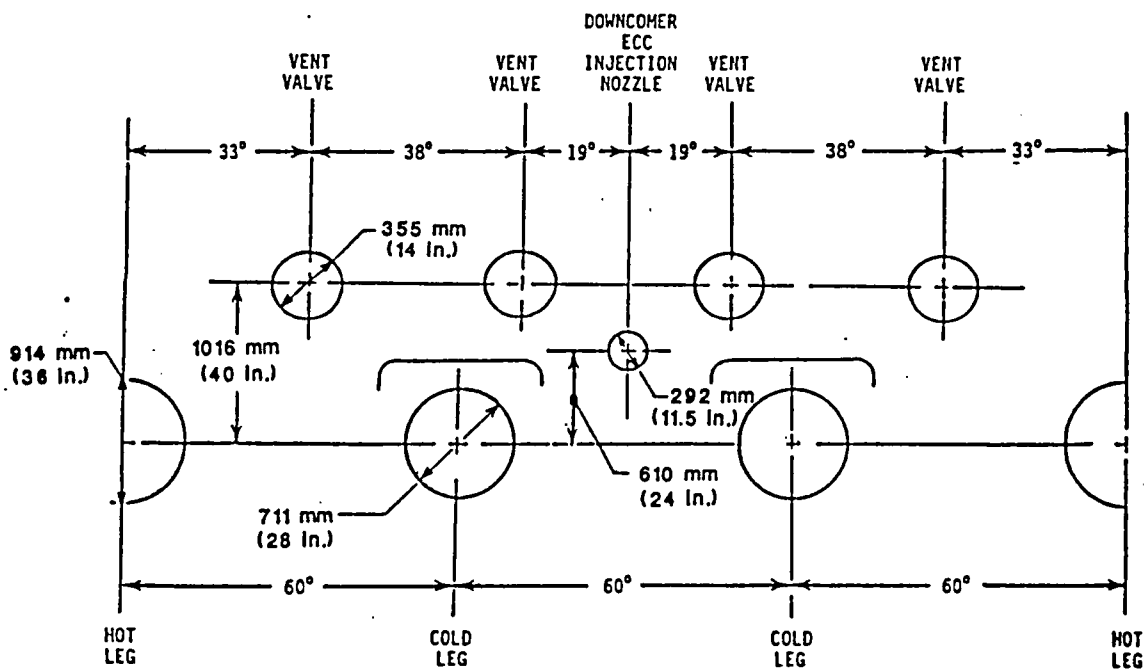 DOWNCOMER
ECC
INJECTION
NOZZLE
VENT
VALVE
VENT
VALVE
VENT
VALVE
VENT
VALVE
33°
38°
19°
19°
38°
33°
355 mm
(14 in.)
914 mm
(36 in.)
1016 mm
(40 in.)
292 mm
(11.5 in.)
610 mm
(24 in.)
711 mm
(28 in.)
60°
60°
60°
HOT
LEG
COLD
LEG
COLD
LEG
HOT
LEG